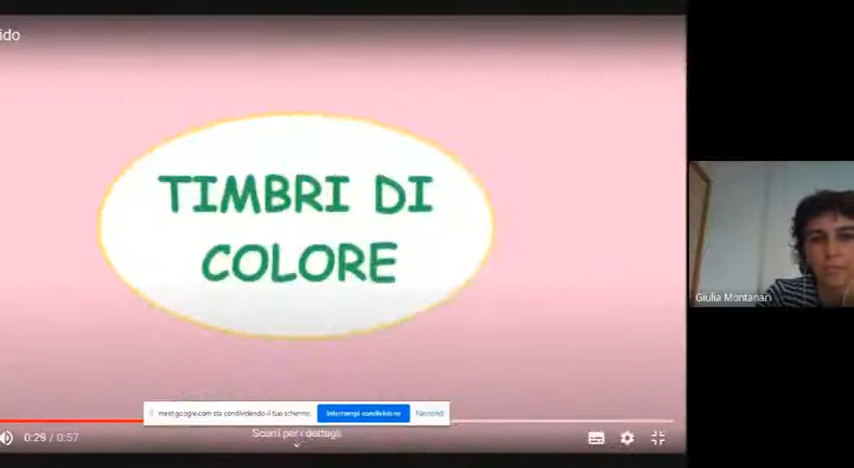 ido
TIMBRI DI
COLORE
Giulia Montanari
meet.google.com sta condividendo il tuo schermo.
Interrompi condivisione
Nascondi
0:29 / 0:57
Scorri per i dettagli